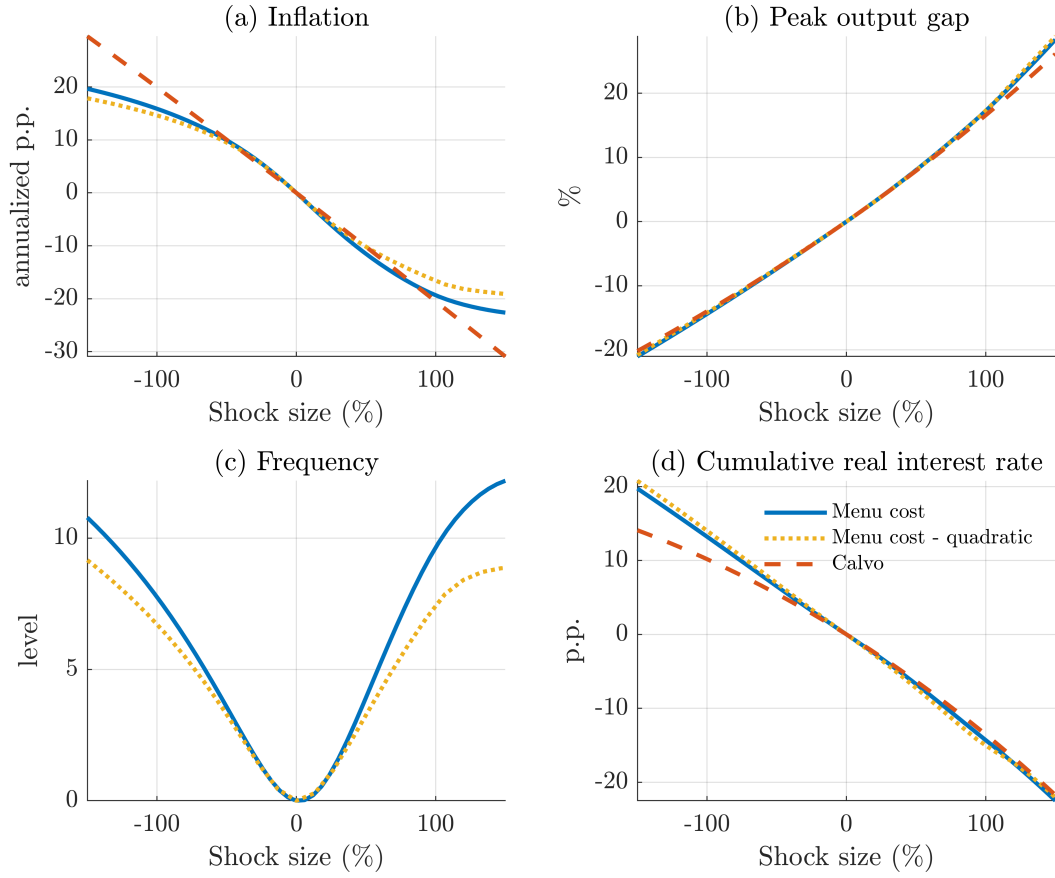 (a) Inflation
annualized p.p.
20
10
0
-10
-20
-30
-100
0
100
Shock size (%)
(b) Peak output gap
%
20
10
0
-10
-20
-100
0
100
Shock size (%)
(c) Frequency
level
10
5
0
-100
0
100
Shock size (%)
(d) Cumulative real interest rate
p.p.
20
10
0
-10
-20
Menu cost
Menu cost - quadratic
Calvo
-100
0
100
Shock size (%)